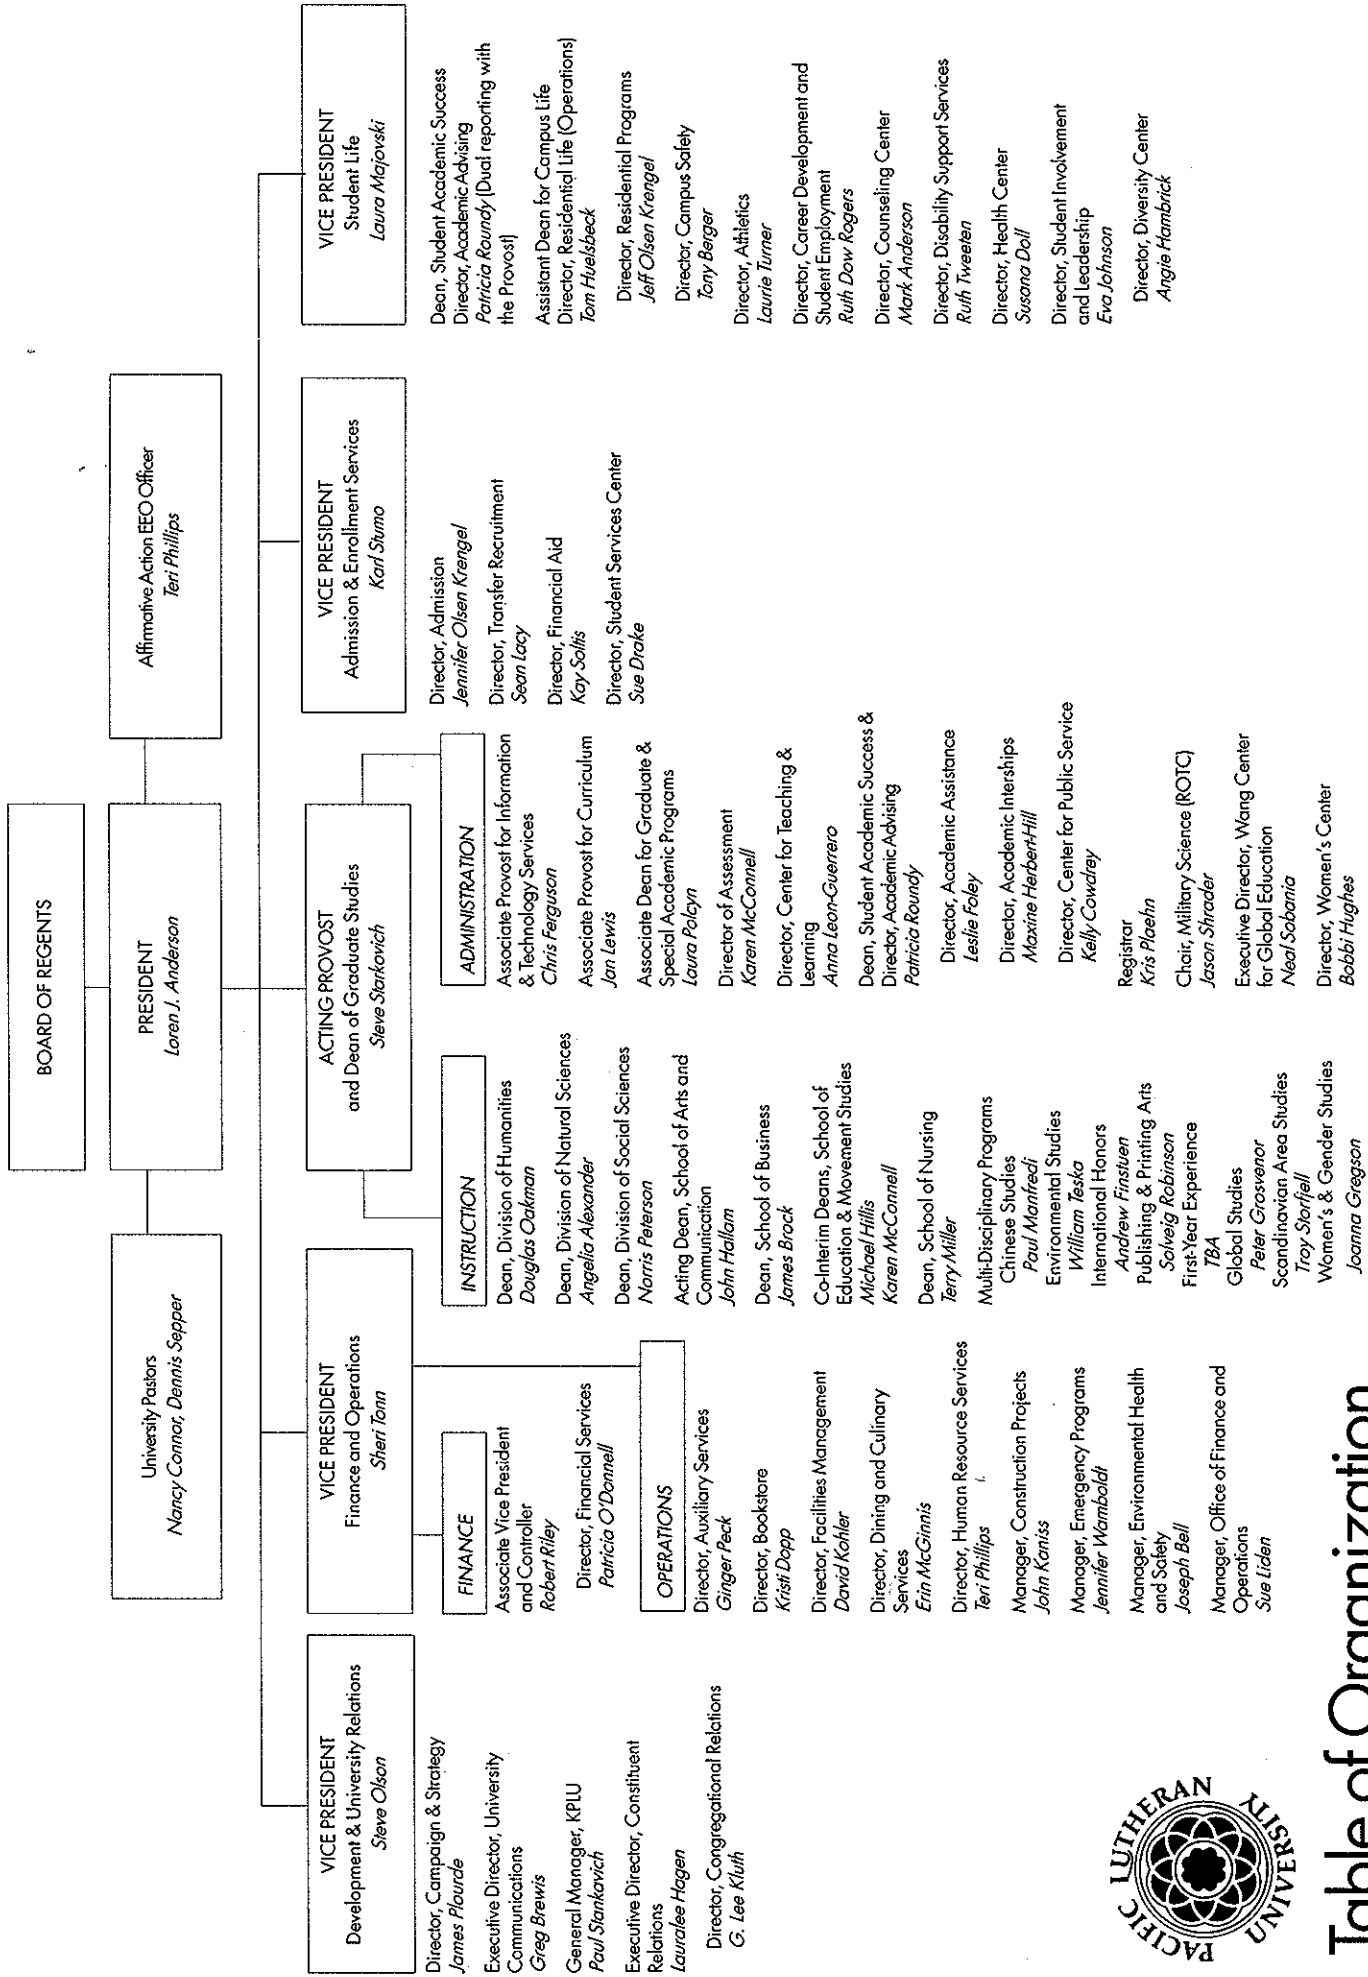 BOARD OF REGENTS
University Pastors
Nancy Connor, Dennis Sepper
PRESIDENT
Loren J. Anderson
Affirmative Action EEO Officer
Teri Phillips
VICE PRESIDENT
Development & University Relations
Steve Olson
Director, Campaign & Strategy
James Plourde
Executive Director, University
Communications
Greg Brewis
General Manager, KPLU
Paul Stankavich
Executive Director, Constituent
Relations
Lauralee Hagen
Director, Congregational Relations
G. Lee Kluth
VICE PRESIDENT
Finance and Operations
Sheri Tonn
FINANCE
Associate Vice President
and Controller
Robert Riley
Director, Financial Services
Patricia O'Donnell
OPERATIONS
Director, Auxiliary Services
Ginger Peck
Director, Bookstore
Kristi Dopp
Director, Facilities Management
David Kohler
Director, Dining and Culinary
Services
Erin McGinnis
Director, Human Resource Services
Teri Phillips
Manager, Construction Projects
John Kaniss
Manager, Emergency Programs
Jennifer Wamboldt
Manager, Environmental Health
and Safety
Joseph Bell
Manager, Office of Finance and
Operations
Sue Liden
ACTING PROVOST
and Dean of Graduate Studies
Steve Starkovich
INSTRUCTION
Dean, Division of Humanities
Douglas Oakman
Dean, Division of Natural Sciences
Angelia Alexander
Dean, Division of Social Sciences
Norris Peterson
Acting Dean, School of Arts and
Communication
John Hallam
Dean, School of Business
James Brock
Co-Interim Deans, School of
Education & Movement Studies
Michael Hillis
Karen McConnell
Dean, School of Nursing
Terry Miller
Multi-Disciplinary Programs
Chinese Studies
Paul Manfredi
Environmental Studies
William Teska
International Honors
Andrew Finstuen
Publishing & Printing Arts
Solveig Robinson
First-Year Experience
TBA
Global Studies
Peter Grosvenor
Scandinavian Area Studies
Troy Storfjell
Women's & Gender Studies
Joanna Gregson
ADMINISTRATION
Associate Provost for Information
& Technology Services
Chris Ferguson
Associate Provost for Curriculum
Jan Lewis
Associate Dean for Graduate &
Special Academic Programs
Laura Polcyn
Director of Assessment
Karen McConnell
Director, Center for Teaching &
Learning
Anna Leon-Guerrero
Dean, Student Academic Success &
Director, Academic Advising
Patricia Roundy
Director, Academic Assistance
Leslie Foley
Director, Academic Interships
Maxine Herbert-Hill
Director, Center for Public Service
Kelly Cowdrey
Registrar
Kris Plaehn
Chair, Military Science (ROTC)
Jason Shrader
Executive Director, Wang Center
for Global Education
Neal Sobania
Director, Women's Center
Bobbi Hughes
VICE PRESIDENT
Admission & Enrollment Services
Karl Stumo
Director, Admission
Jennifer Olsen Krengel
Director, Transfer Recruitment
Sean Lacy
Director, Financial Aid
Kay Soltis
Director, Student Services Center
Sue Drake
VICE PRESIDENT
Student Life
Laura Majovski
Dean, Student Academic Success
Director, Academic Advising
Patricia Roundy (Dual reporting with
the Provost)
Assistant Dean for Campus Life
Director, Residential Life (Operations)
Tom Huelsbeck
Director, Residential Programs
Jeff Olsen Krengel
Director, Campus Safety
Tony Berger
Director, Athletics
Laurie Turner
Director, Career Development and
Student Employment
Ruth Dow Rogers
Director, Counseling Center
Mark Anderson
Director, Disability Support Services
Ruth Tweeten
Director, Health Center
Susana Doll
Director, Student Involvement
and Leadership
Eva Johnson
Director, Diversity Center
Angie Hambrick
PACIFIC LUTHERAN UNIVERSITY
Table of Organization